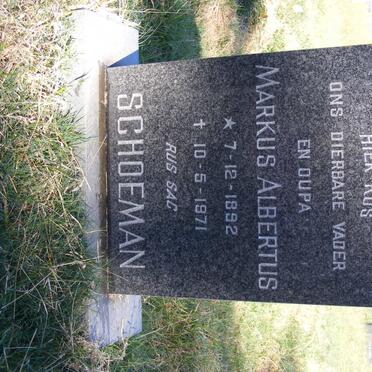 HIER RUS
ONS DIERBARE VADER
EN OUPA
MARKUS ALBERTUS
★ 7-12-1892
✝ 10-5-1971
RUS SAG
SCHOEMAN